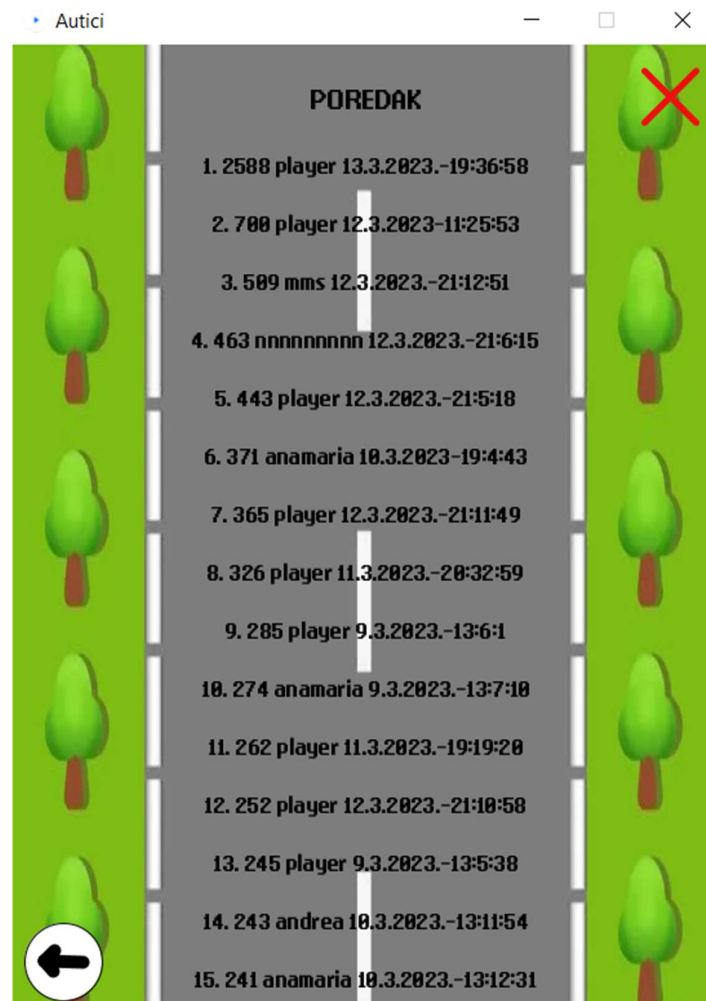 Autici
POREDAK
1. 2588 player 13.3.2023.-19:36:58
2. 700 player 12.3.2023-11:25:53
3. 509 mms 12.3.2023.-21:12:51
4. 463 nnnnnnnnn 12.3.2023.-21:6:15
5. 443 player 12.3.2023.-21:5:18
6. 371 anamaria 10.3.2023-19:4:43
7. 365 player 12.3.2023.-21:11:49
8. 326 player 11.3.2023.-20:32:59
9. 285 player 9.3.2023.-13:6:1
10. 274 anamaria 9.3.2023.-13:7:10
11. 262 player 11.3.2023.-19:19:20
12. 252 player 12.3.2023.-21:10:58
13. 245 player 9.3.2023.-13:5:38
14. 243 andrea 10.3.2023.-13:11:54
15. 241 anamaria 10.3.2023.-13:12:31